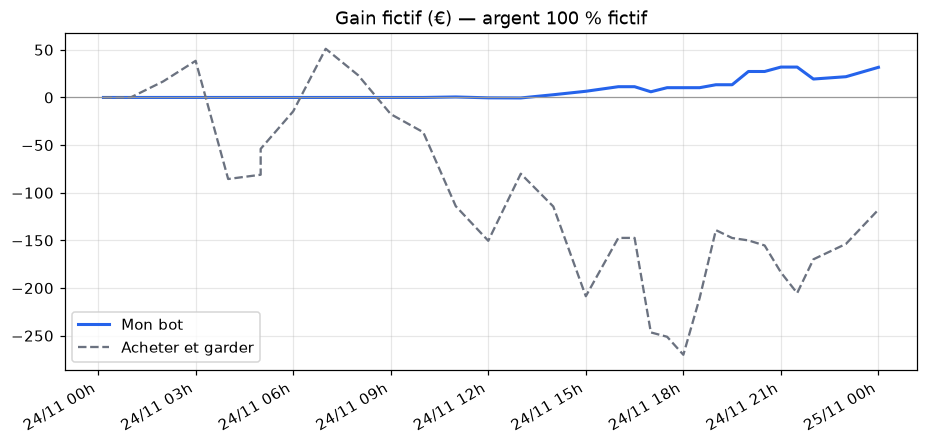 Gain fictif (€) — argent 100 % fictif
50
0
−50
−100
−150
−200
−250
Mon bot
Acheter et garder
24/11 00h
24/11 03h
24/11 06h
24/11 09h
24/11 12h
24/11 15h
24/11 18h
24/11 21h
25/11 00h